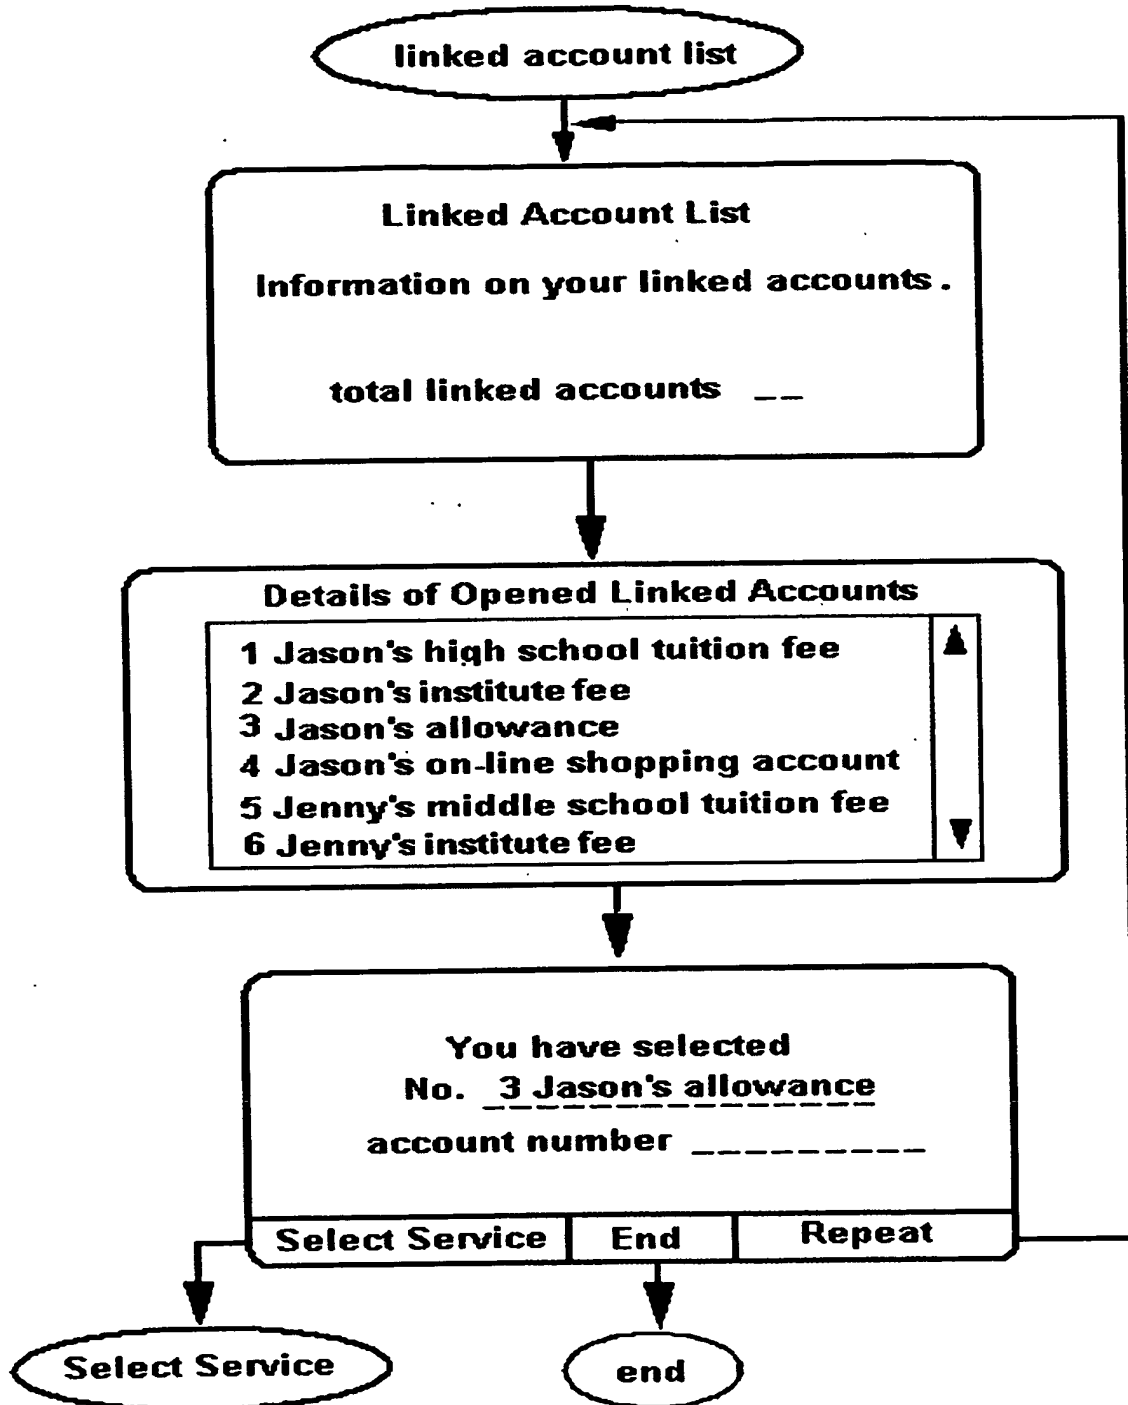 linked account list
Linked Account List
Information on your linked accounts.
total linked accounts _ _
Details of Opened Linked Accounts
1 Jason's high school tuition fee
2 Jason's institute fee
3 Jason's allowance
4 Jason's on-line shopping account
5 Jenny's middle school tuition fee
6 Jenny's institute fee
You have selected
No. 3 Jason's allowance
account number _ _ _ _ _ _ _ _ _
Select Service End Repeat
Select Service
end